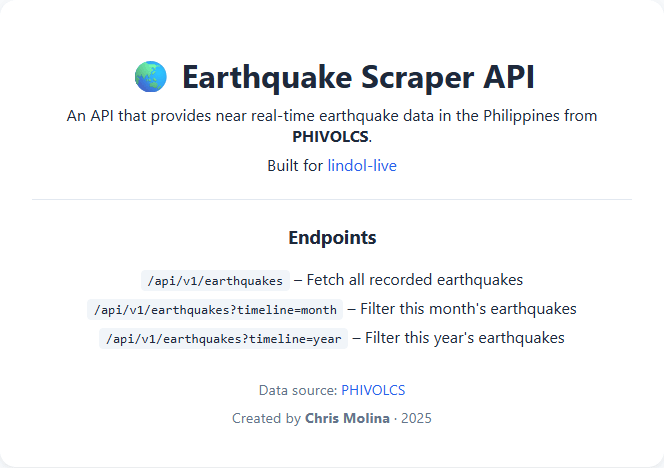 Earthquake Scraper API
An API that provides near real-time earthquake data in the Philippines from
PHIVOLCS.
Built for lindol-live
Endpoints
/api/v1/earthquakes – Fetch all recorded earthquakes
/api/v1/earthquakes?timeline=month – Filter this month's earthquakes
/api/v1/earthquakes?timeline=year – Filter this year's earthquakes
Data source: PHIVOLCS
Created by Chris Molina · 2025